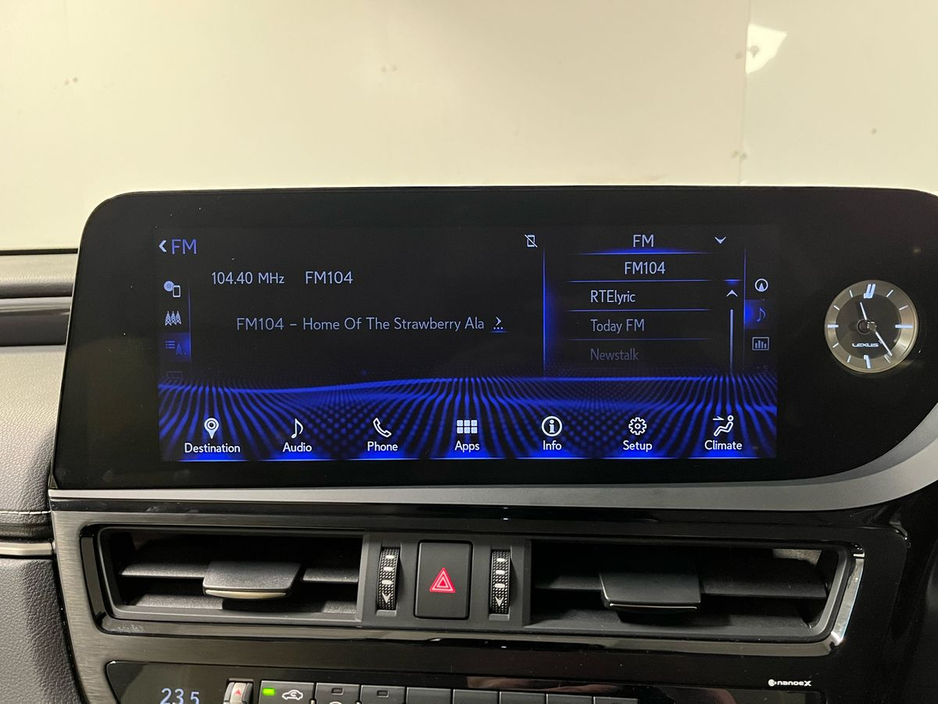 FM
FM
104.40 MHz FM104
FM104
RTElyric
FM104 – Home Of The Strawberry Ala
Today FM
Newstalk
LEXUS
Destination
Audio
Phone
Apps
Info
Setup
Climate
nanoeX
23.5